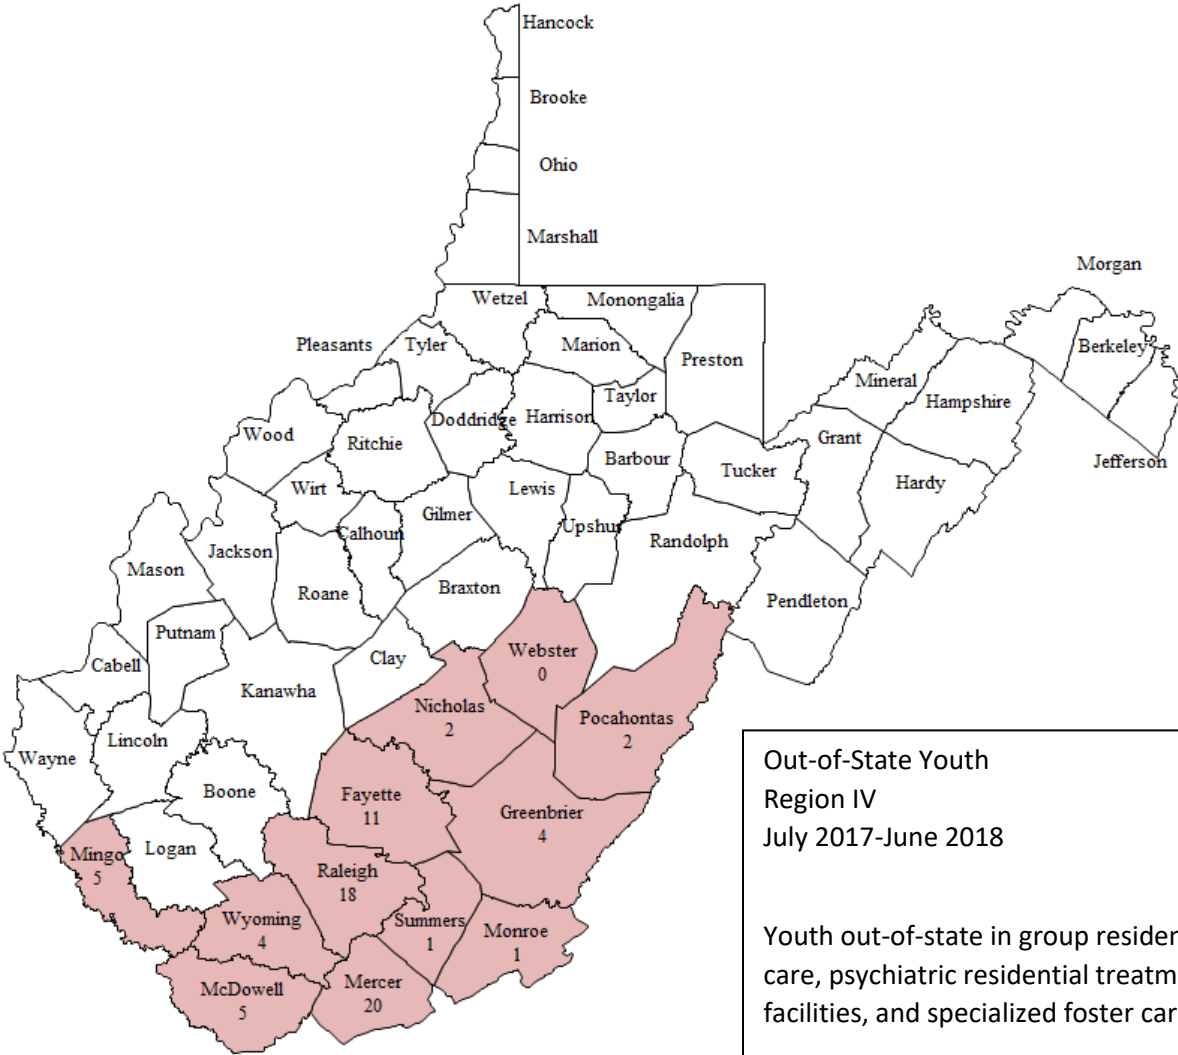 Hancock
Brooke
Ohio
Marshall
Morgan
Wetzel
Monongalia
Pleasants
Tyler
Marion
Preston
Berkeley
Mineral
Taylor
Hampshire
Doddridge
Harrison
Wood
Ritchie
Grant
Barbour
Tucker
Jefferson
Hardy
Wirt
Lewis
Gilmer
Calhoun
Upshur
Randolph
Jackson
Mason
Roane
Braxton
Pendleton
Putnam
Webster
0
Clay
Cabell
Kanawha
Nicholas
2
Pocahontas
2
Lincoln
Wayne
Boone
Fayette
11
Greenbrier
4
Logan
Mingo
5
Raleigh
18
Wyoming
4
Summers
1
Monroe
1
McDowell
5
Mercer
20
Out-of-State Youth
Region IV
July 2017-June 2018
Youth out-of-state in group residen
care, psychiatric residential treatm
facilities, and specialized foster car